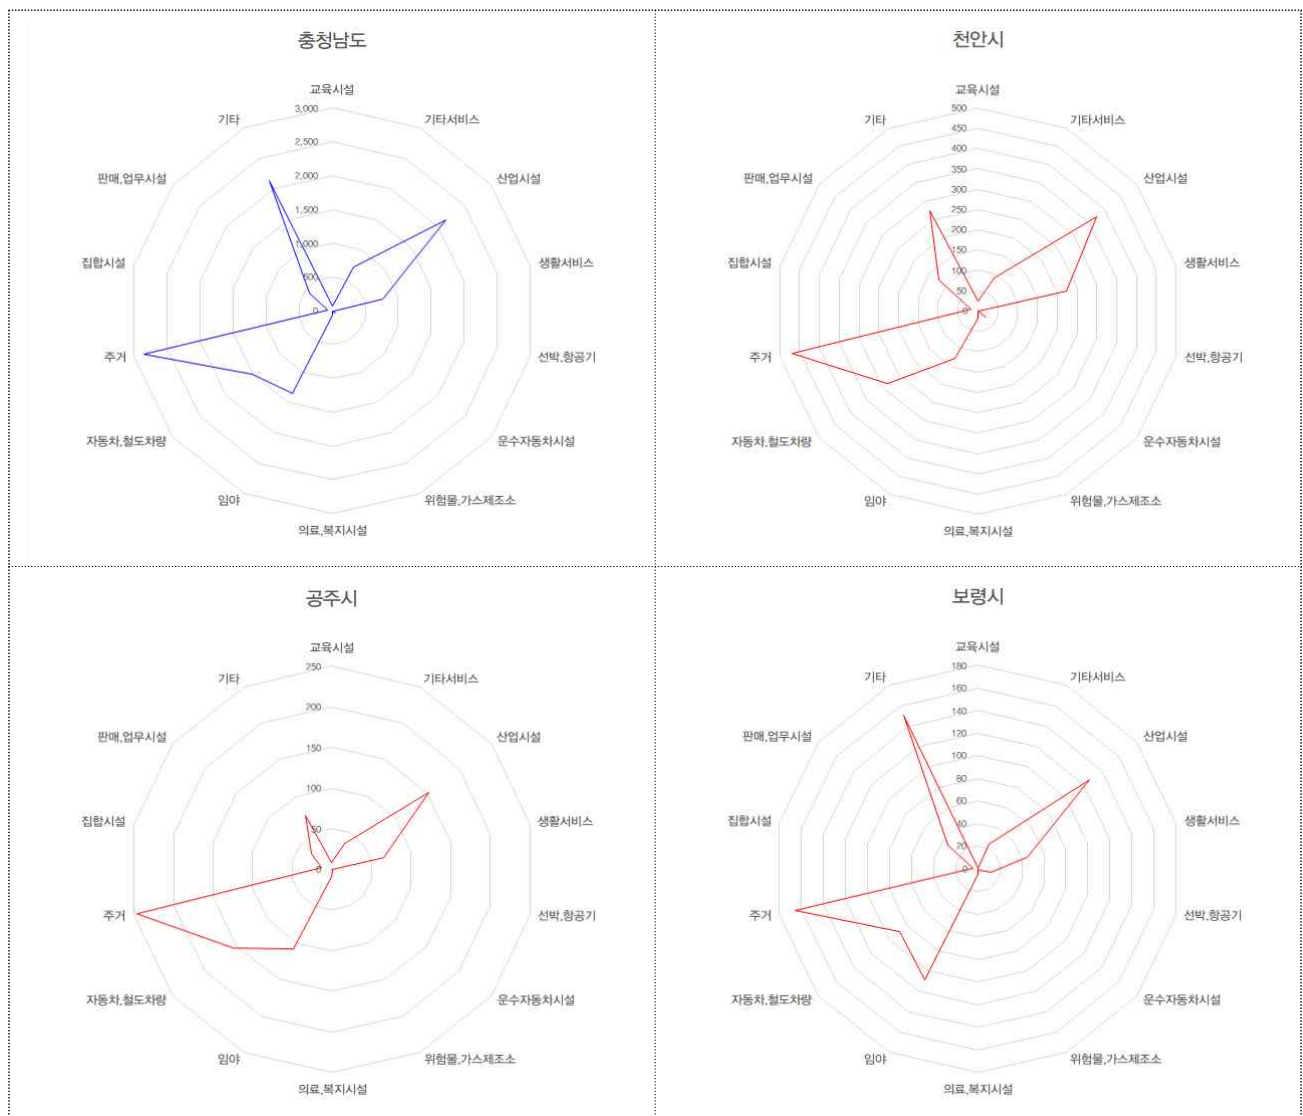 충청남도
교육시설
기타서비스
산업시설
생활서비스
선박,항공기
운수자동차시설
위험물,가스제조소
의료,복지시설
임야
자동차,철도차량
주거
집합시설
판매,업무시설
기타
3,000
2,500
2,000
1,500
1,000
500
0
천안시
교육시설
기타서비스
산업시설
생활서비스
선박,항공기
운수자동차시설
위험물,가스제조소
의료,복지시설
임야
자동차,철도차량
주거
집합시설
판매,업무시설
기타
500
450
400
350
300
250
200
150
100
50
0
공주시
교육시설
기타서비스
산업시설
생활서비스
선박,항공기
운수자동차시설
위험물,가스제조소
의료,복지시설
임야
자동차,철도차량
주거
집합시설
판매,업무시설
기타
250
200
150
100
50
0
보령시
교육시설
기타서비스
산업시설
생활서비스
선박,항공기
운수자동차시설
위험물,가스제조소
의료,복지시설
임야
자동차,철도차량
주거
집합시설
판매,업무시설
기타
180
160
140
120
100
80
60
40
20
0